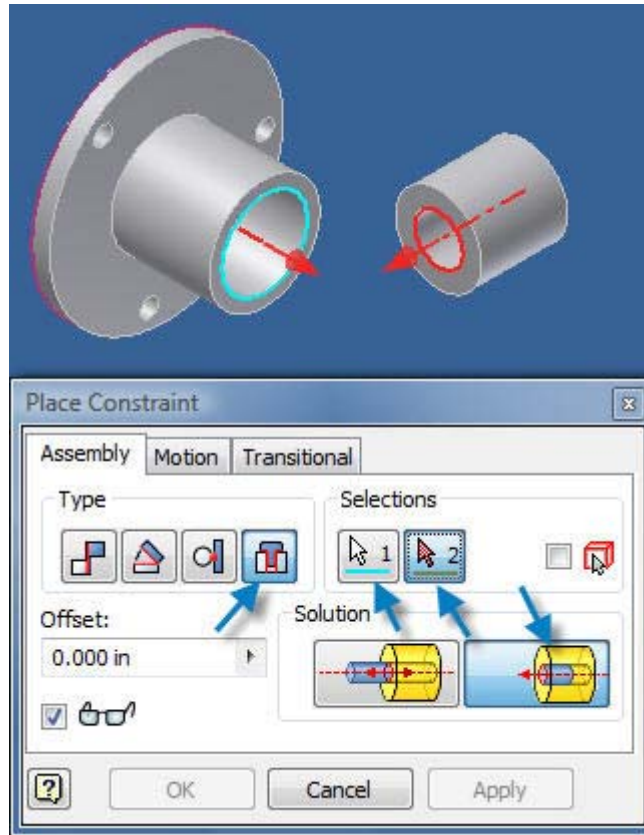 Place Constraint
Assembly Motion Transitional
Type Selections
1 2
Offset: Solution
0.000 in
? OK Cancel Apply